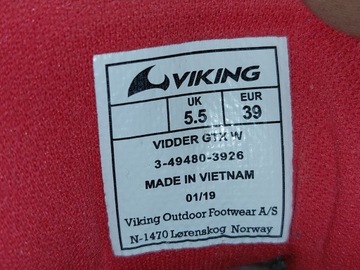 VIKING
UK EUR
5.5 39
VIDDER GTX W
3-49480-3926
MADE IN VIETNAM
01/19
Viking Outdoor Footwear A/S
N-1470 Lørenskog Norway